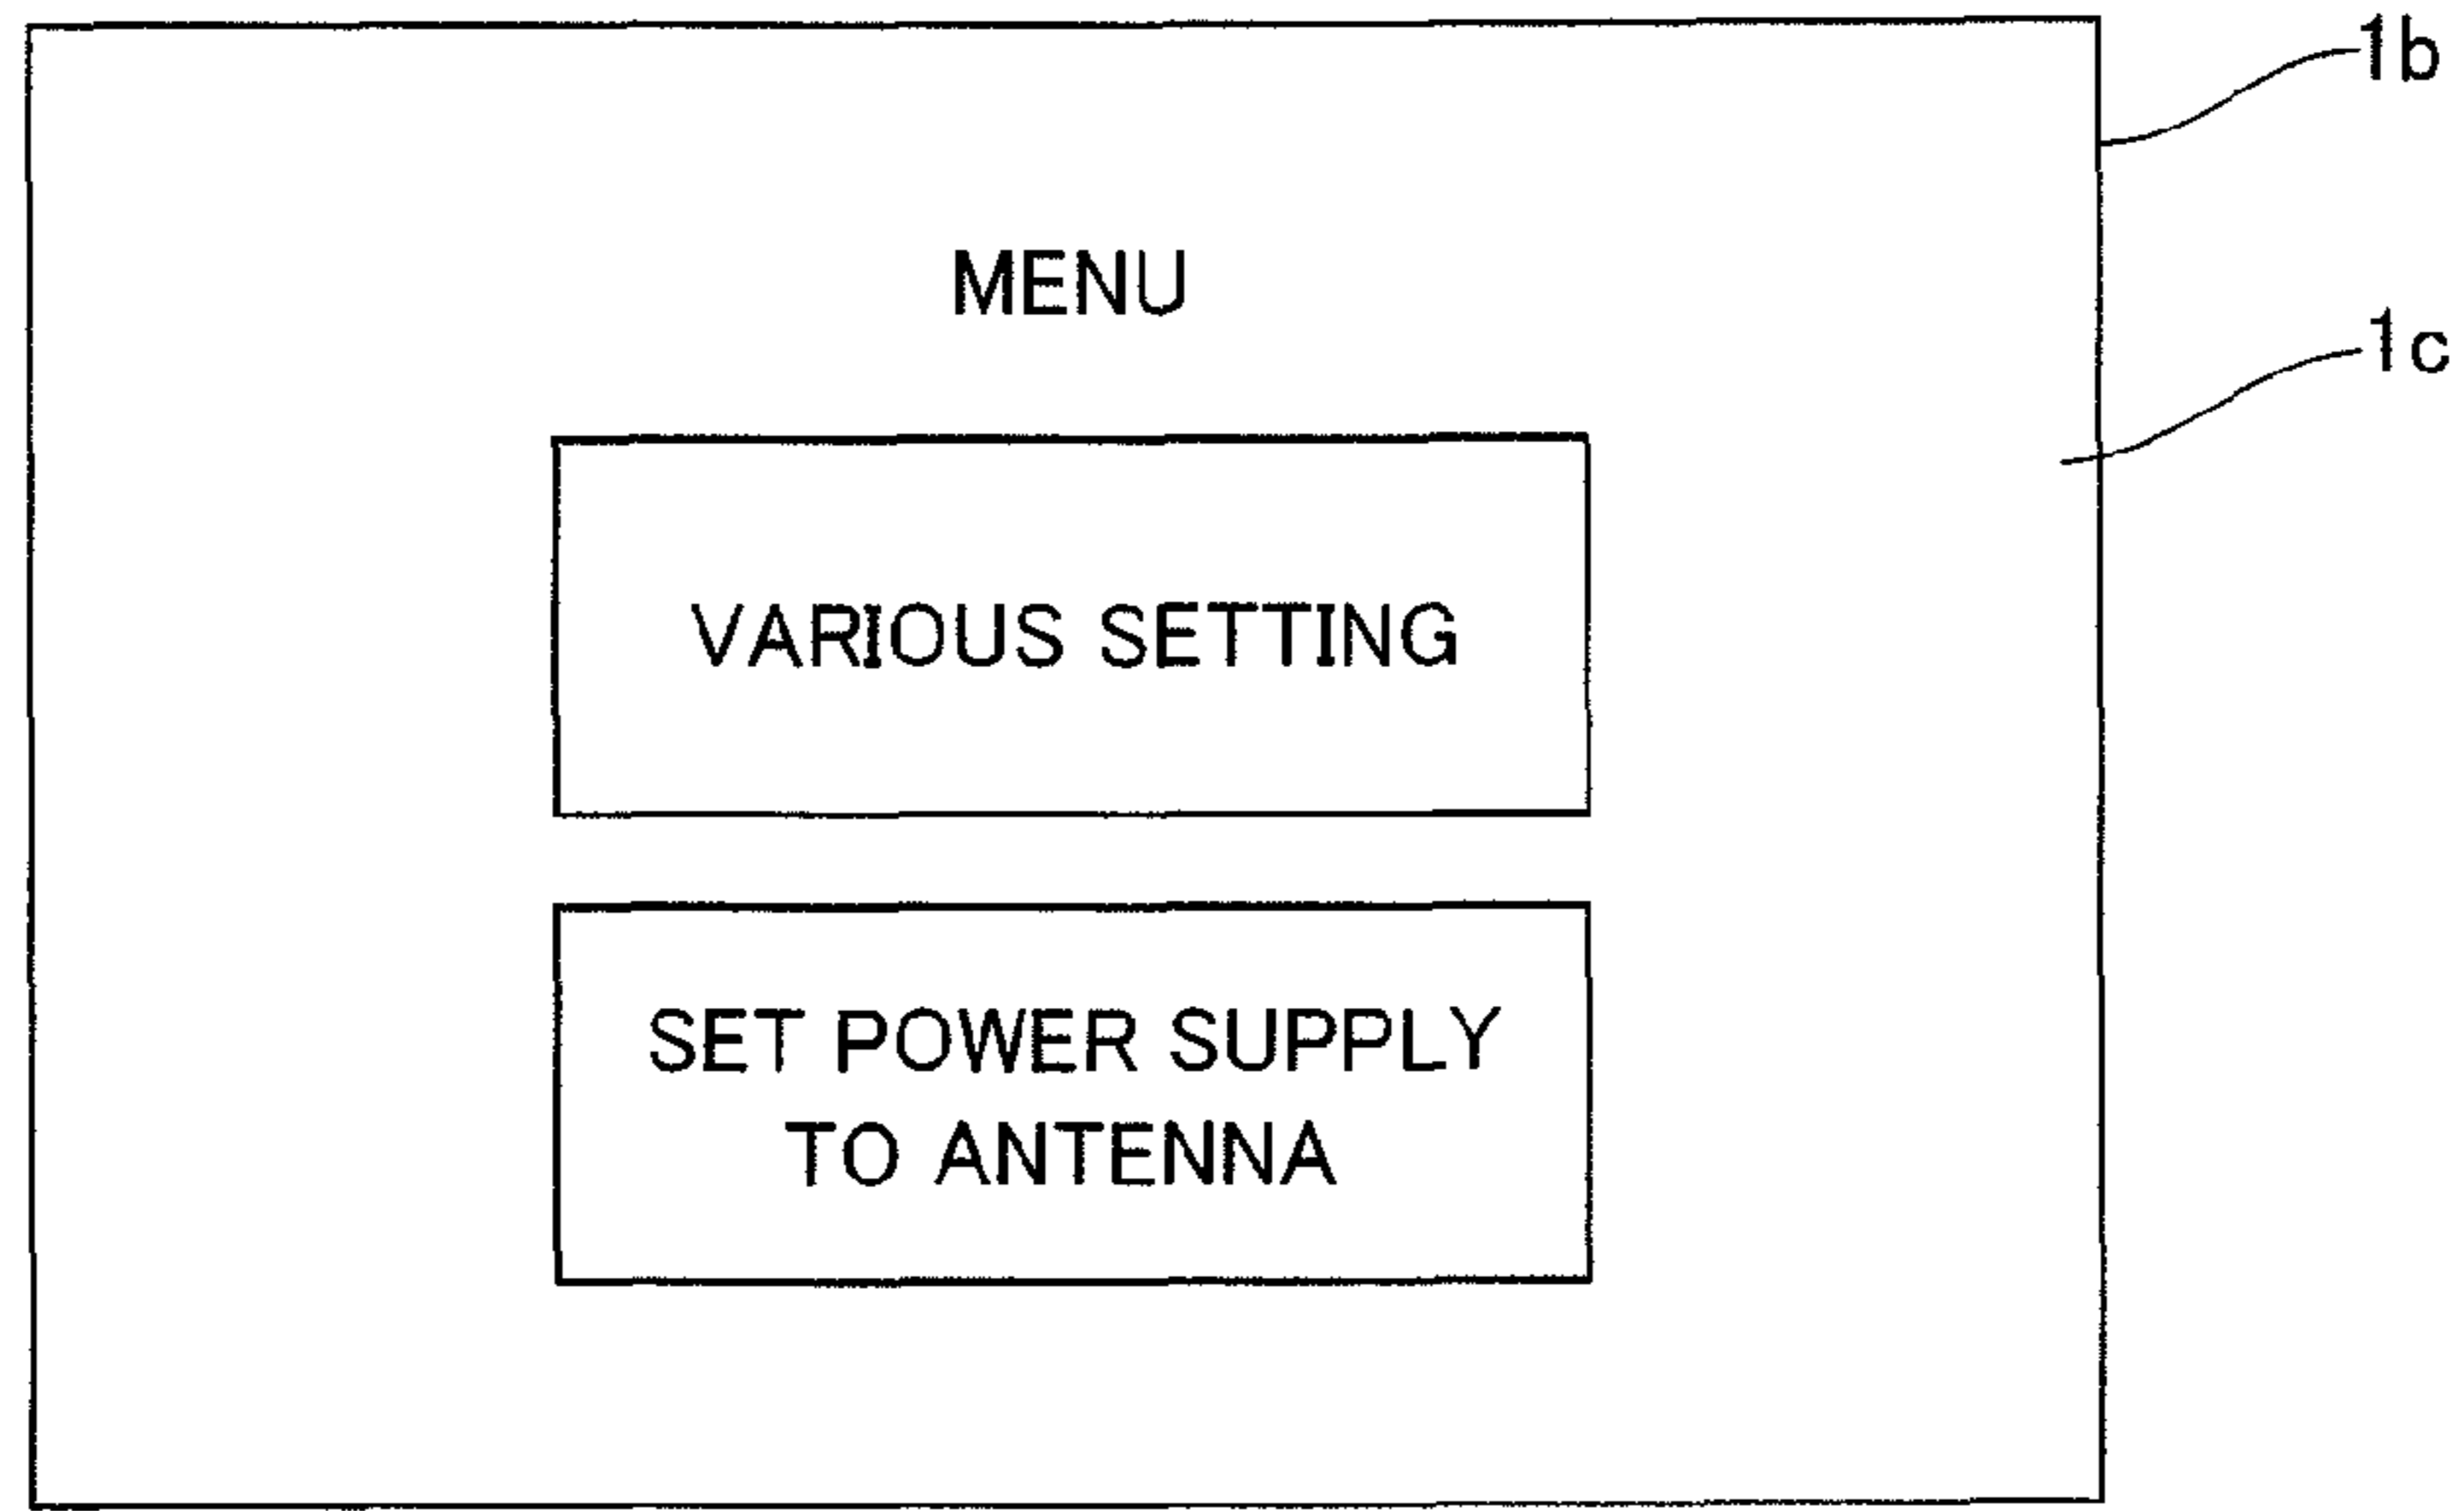 1b
MENU
1c
VARIOUS SETTING
SET POWER SUPPLY
TO ANTENNA